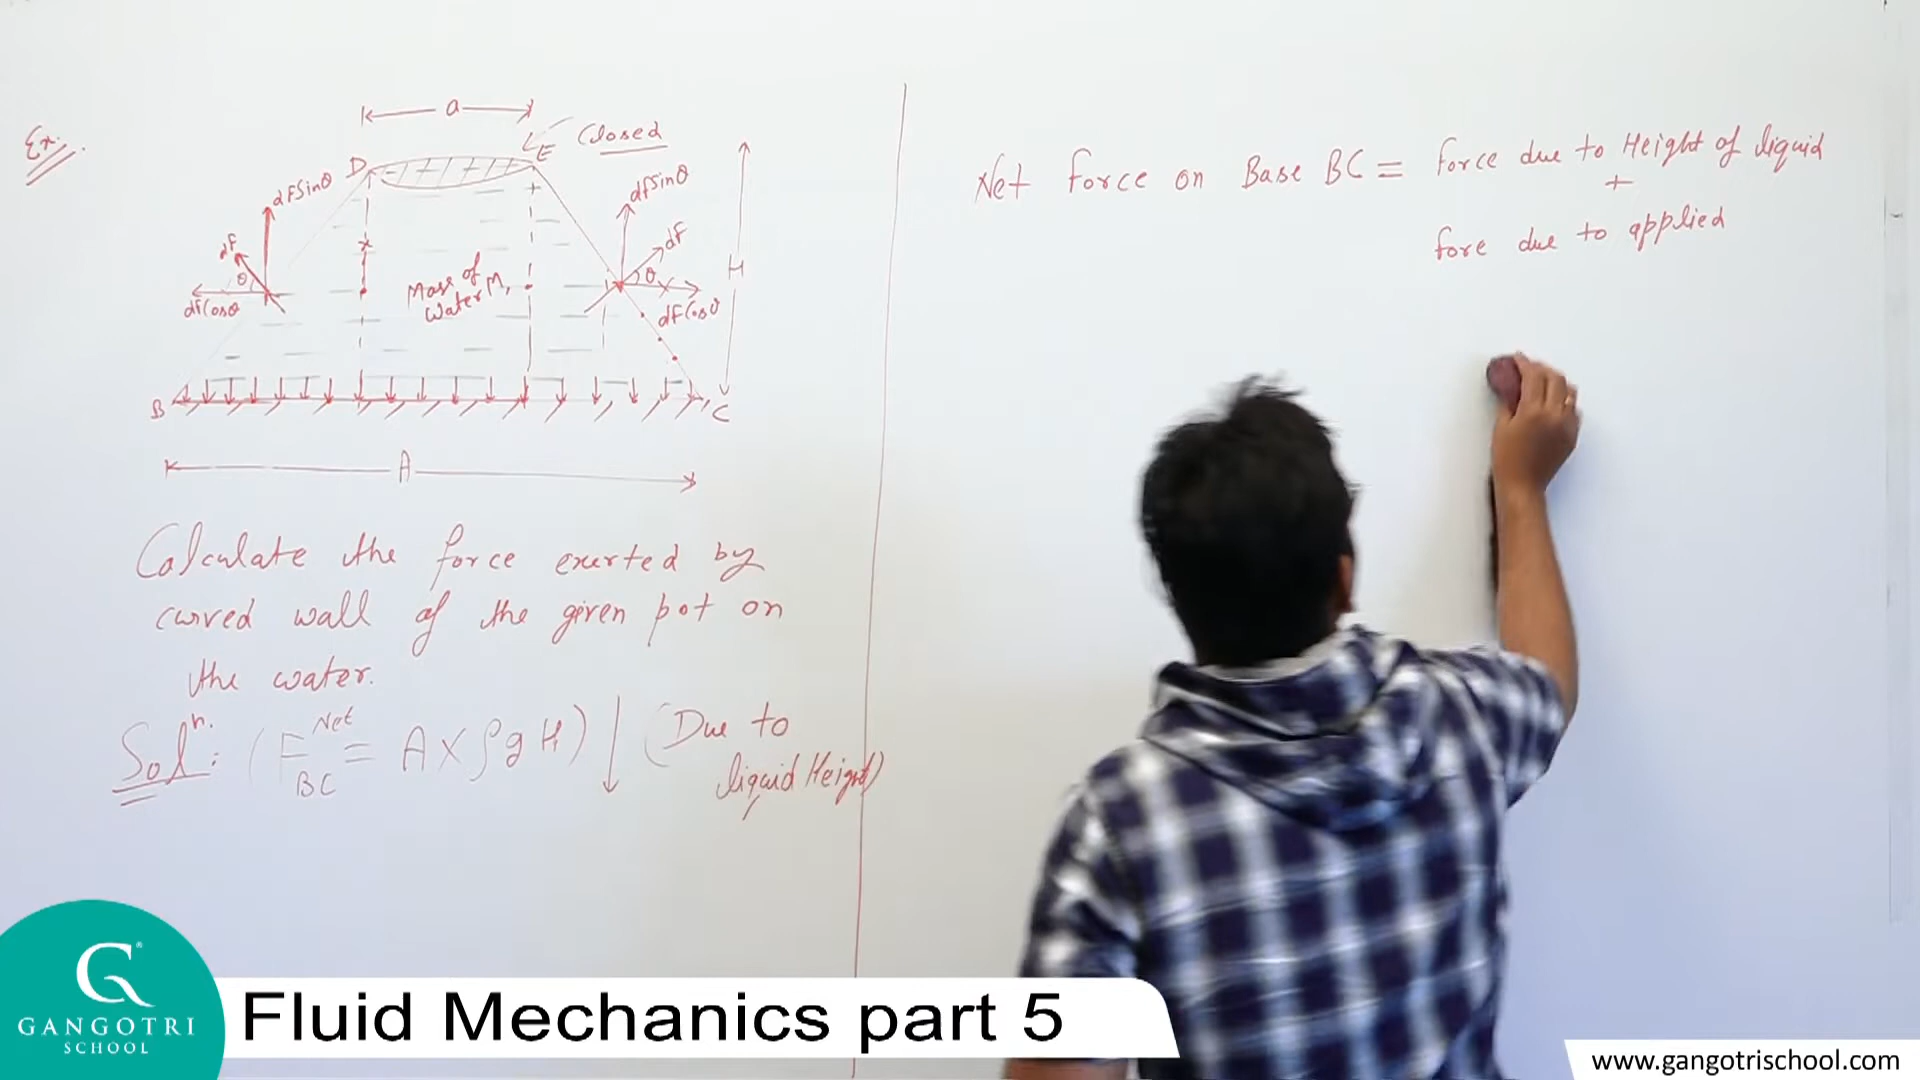 Ex.
a
Closed
D
E
dFSinθ
dFSinθ
dF
dF
θ
θ
H
dFCosθ
dFCosθ
Mass of
Water M,
B
C
A
Calculate the force exerted by
curved wall of the given pot on
the water.
Solⁿ: (F Net BC = A X ρgH) ↓ (Due to
liquid Height)
Net force on Base BC = force due to Height of liquid
+
fore due to applied
G®
GANGOTRI
SCHOOL
Fluid Mechanics part 5
www.gangotrischool.com